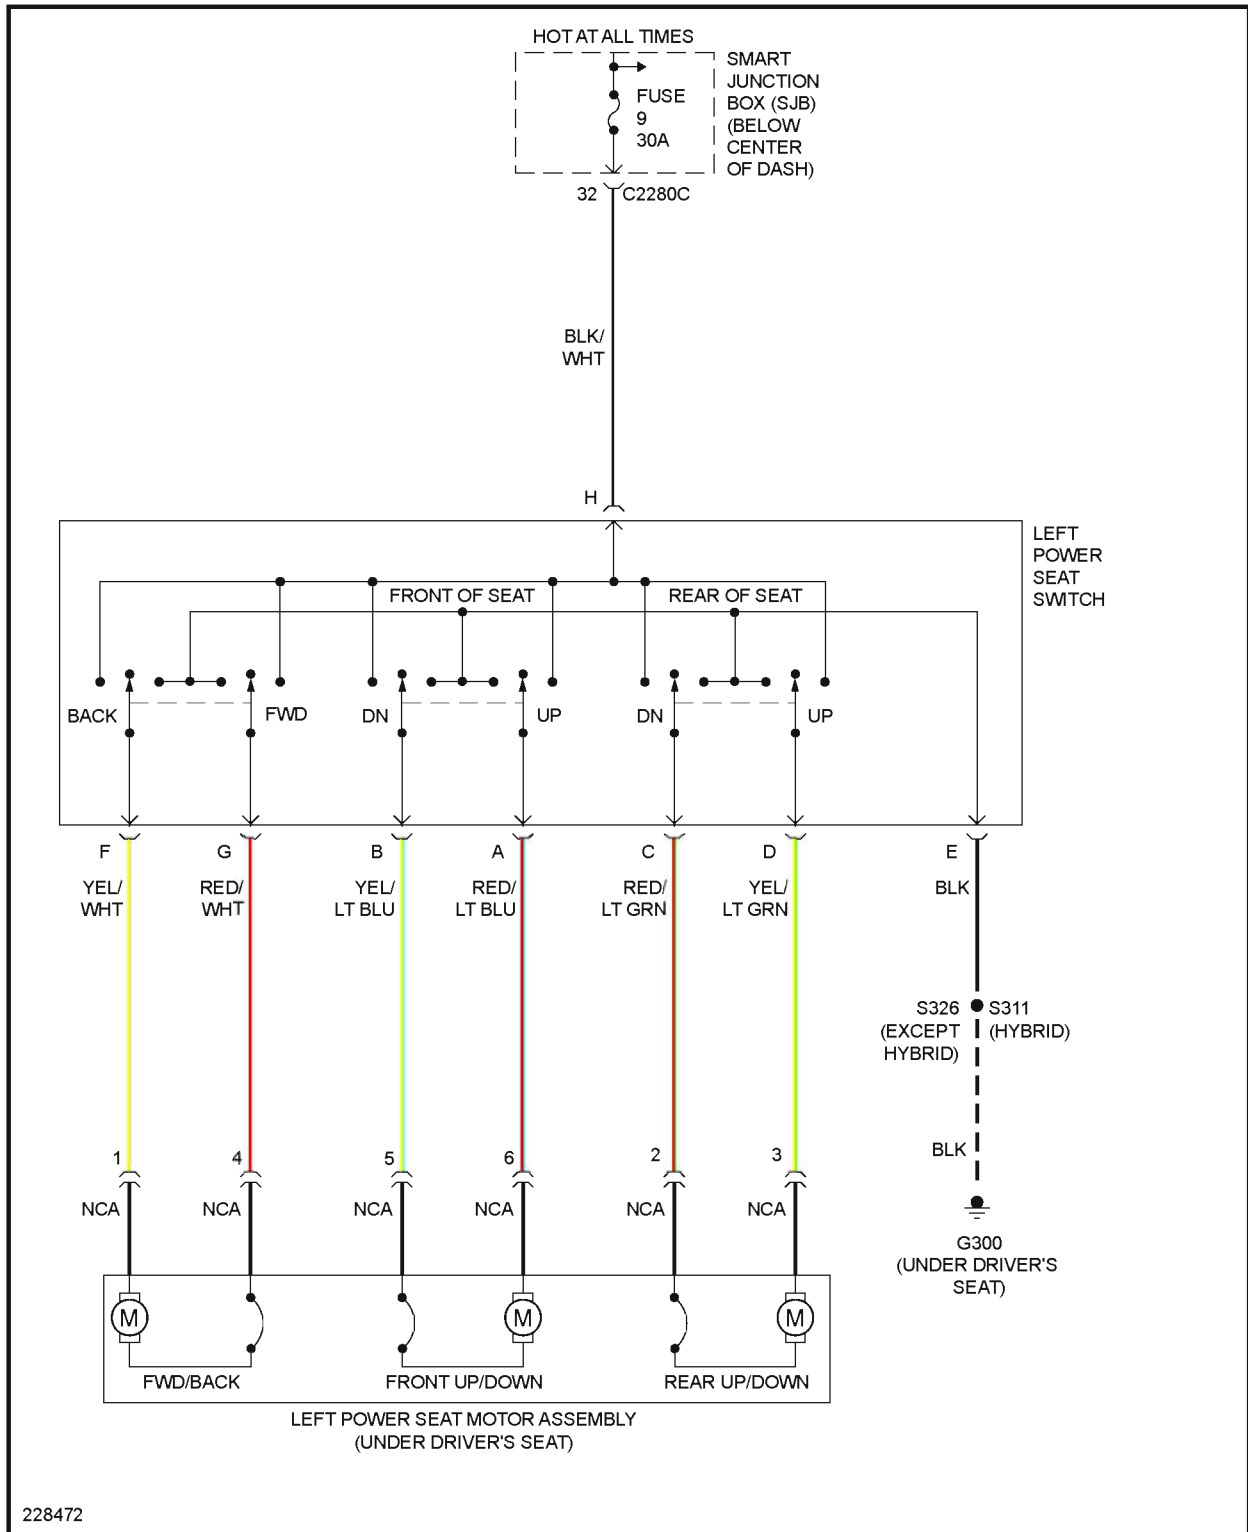 HOT AT ALL TIMES
SMART
JUNCTION
BOX (SJB)
(BELOW
CENTER
OF DASH)
FUSE
9
30A
32 C2280C
BLK/
WHT
H
LEFT
POWER
SEAT
SWITCH
FRONT OF SEAT REAR OF SEAT
BACK FWD DN UP DN UP
F G B A C D E
YEL/
WHT
RED/
WHT
YEL/
LT BLU
RED/
LT BLU
RED/
LT GRN
YEL/
LT GRN
BLK
S326
(EXCEPT
HYBRID)
S311
(HYBRID)
BLK
1 4 5 6 2 3
NCA NCA NCA NCA NCA NCA
G300
(UNDER DRIVER'S
SEAT)
M M M
FWD/BACK FRONT UP/DOWN REAR UP/DOWN
LEFT POWER SEAT MOTOR ASSEMBLY
(UNDER DRIVER'S SEAT)
228472